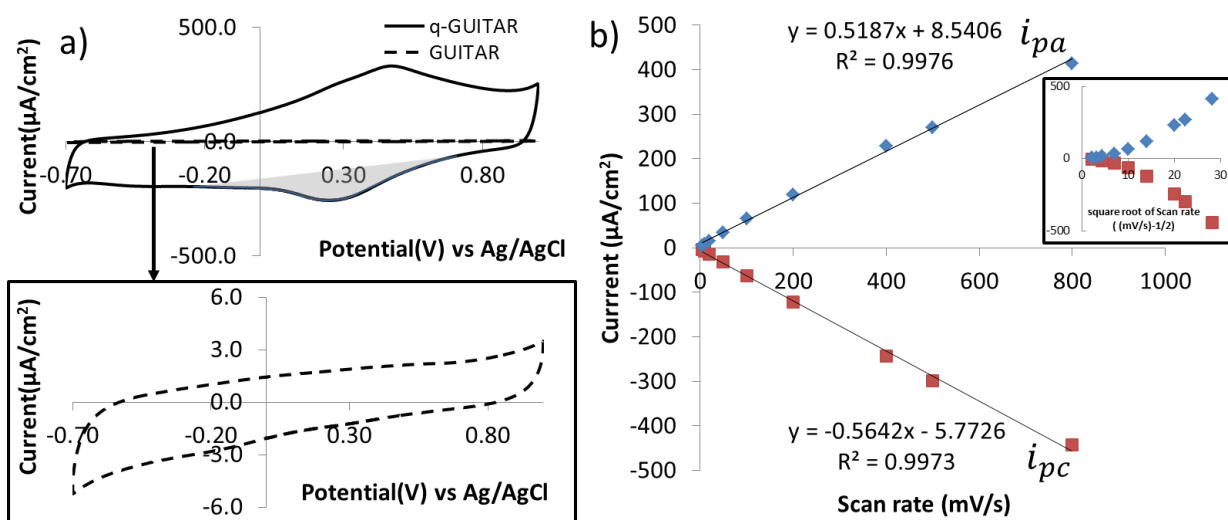 a)
500.0
q-GUITAR
GUITAR
Current(µA/cm²)
0.0
-0.70
-0.20
0.30
0.80
Potential(V) vs Ag/AgCl
-500.0
6.0
3.0
0.0
-3.0
-6.0
Current(µA/cm²)
-0.70
-0.20
0.30
0.80
Potential(V) vs Ag/AgCl
b)
500
400
300
200
100
0
-100
-200
-300
-400
-500
Currrent (µA/cm²)
y = 0.5187x + 8.5406
R² = 0.9976
i_pa
0
200
400
600
800
1000
y = -0.5642x - 5.7726
R² = 0.9973
i_pc
Scan rate (mV/s)
500
0
-500
0
10
20
30
square root of Scan rate
( (mV/s)-1/2)